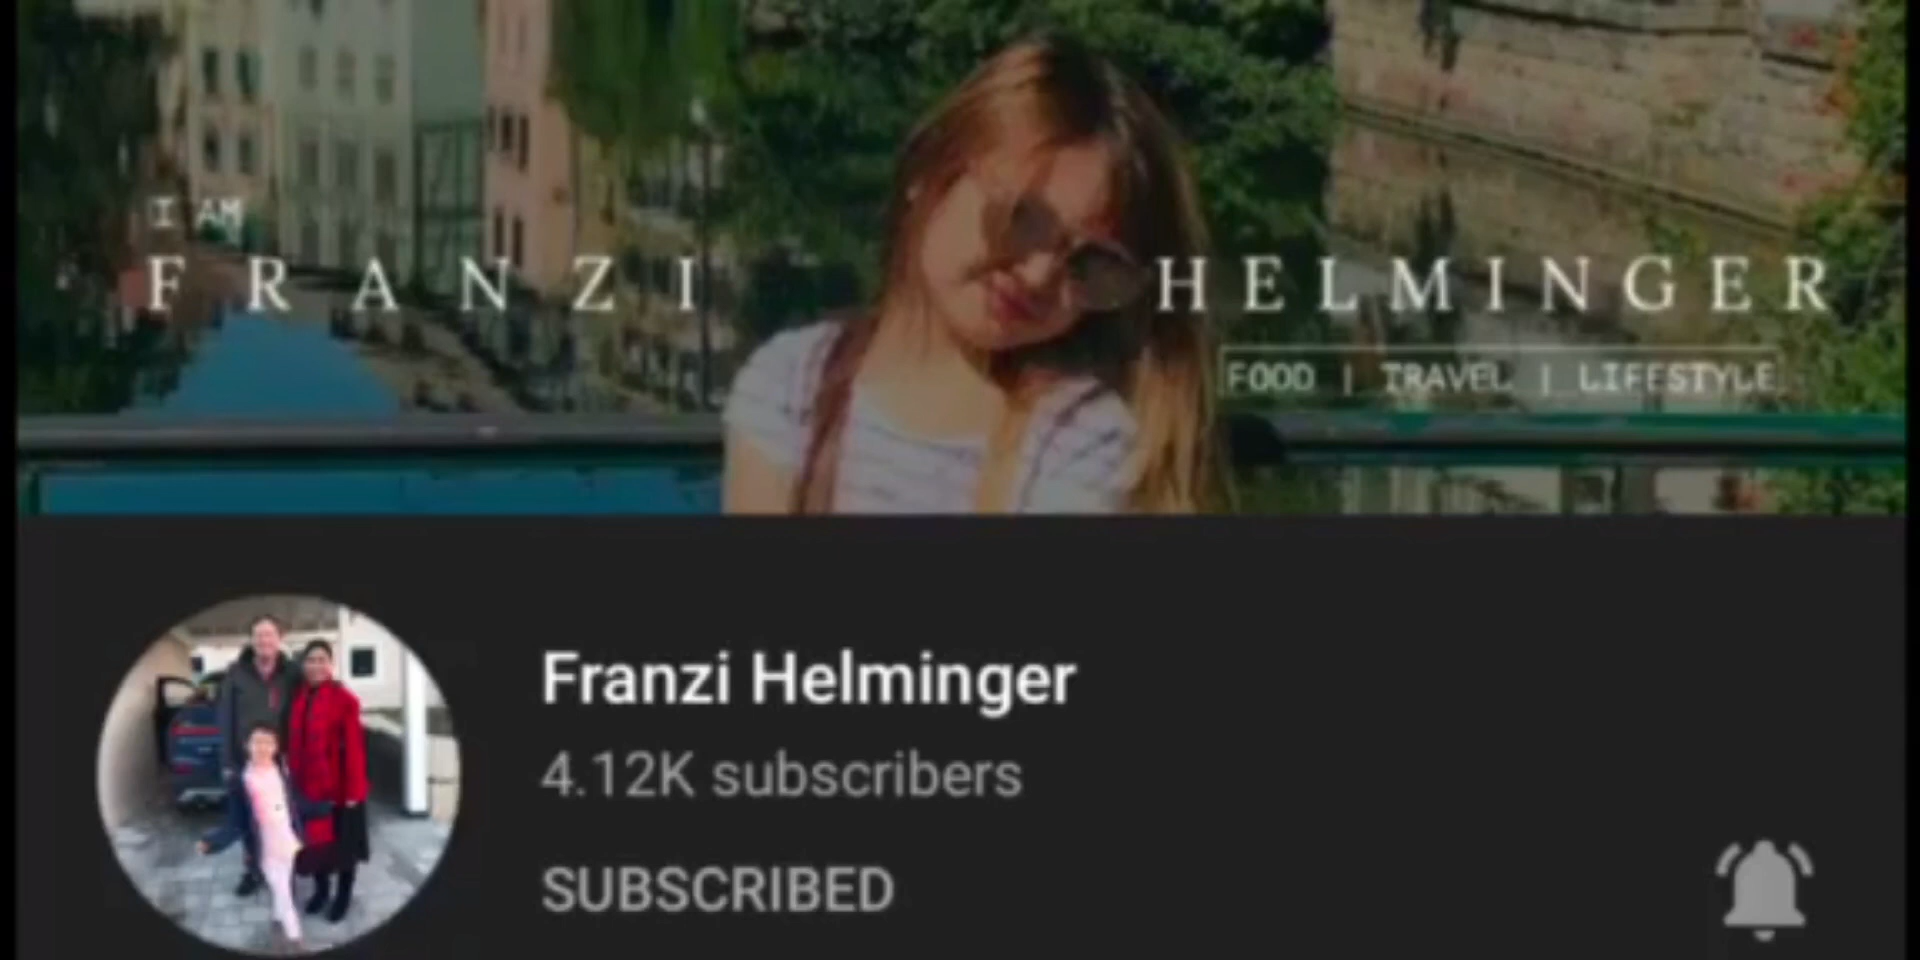 I AM
FRANZI HELMINGER
FOOD | TRAVEL | LIFESTYLE
Franzi Helminger
4.12K subscribers
SUBSCRIBED